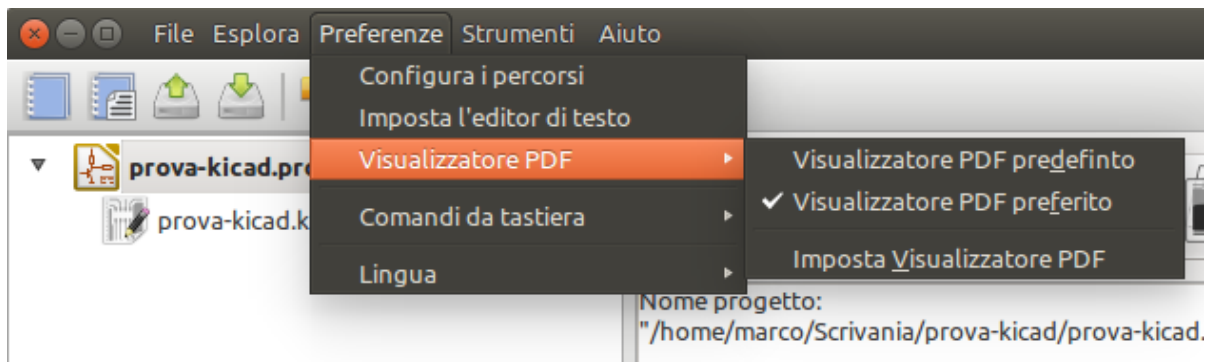 File Esplora Preferenze Strumenti Aiuto
Configura i percorsi
Imposta l'editor di testo
Visualizzatore PDF
Visualizzatore PDF predefinto
Visualizzatore PDF preferito
Imposta Visualizzatore PDF
Comandi da tastiera
Lingua
prova-kicad.pro
prova-kicad.k
Nome progetto:
"/home/marco/Scrivania/prova-kicad/prova-kicad.